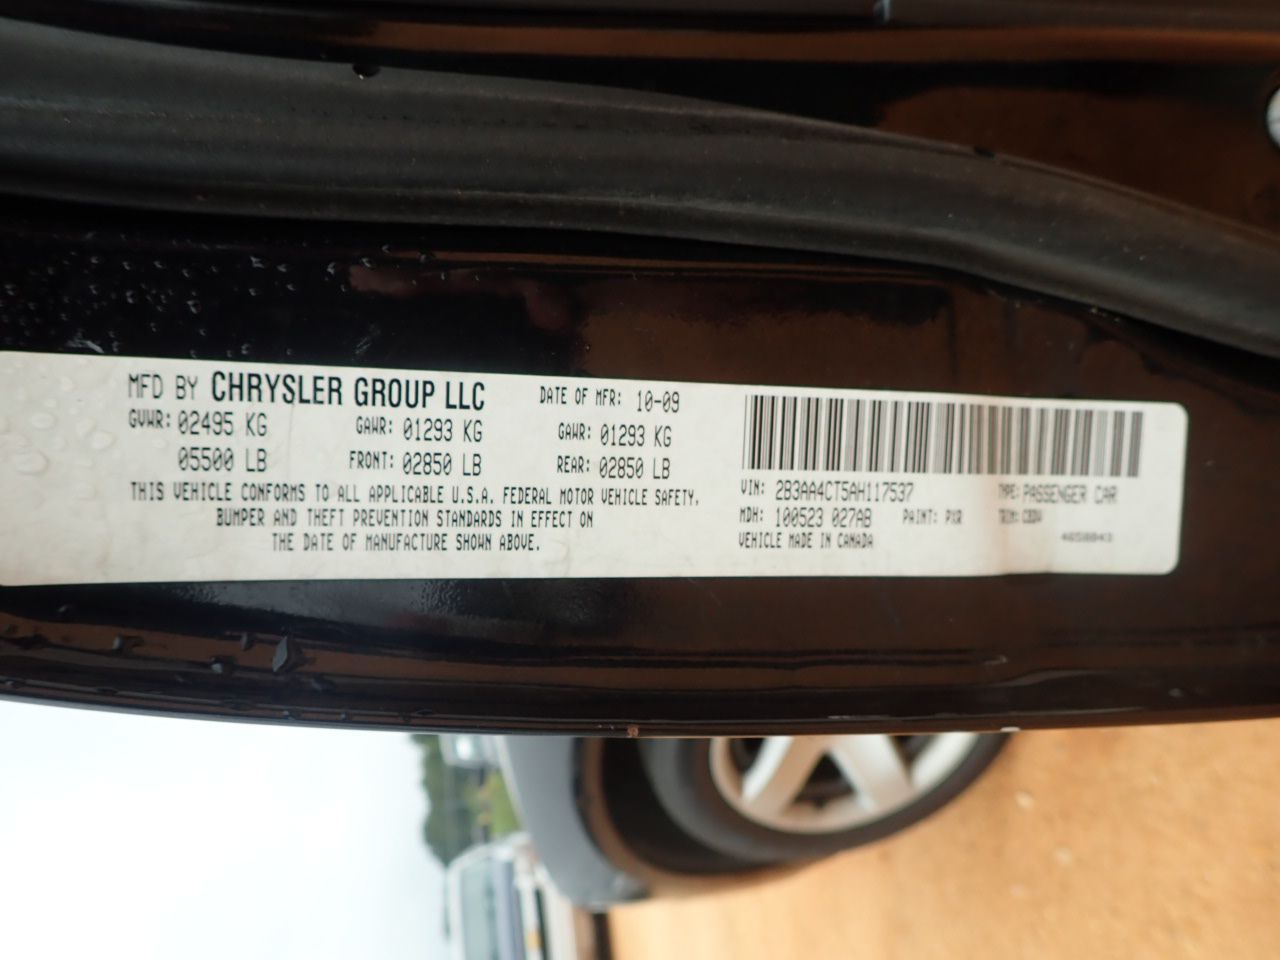 MFD BY CHRYSLER GROUP LLC DATE OF MFR: 10-09
GVWR: 02495 KG GAWR: 01293 KG GAWR: 01293 KG
05500 LB FRONT: 02850 LB REAR: 02850 LB
THIS VEHICLE CONFORMS TO ALL APPLICABLE U.S.A. FEDERAL MOTOR VEHICLE SAFETY,
BUMPER AND THEFT PREVENTION STANDARDS IN EFFECT ON
THE DATE OF MANUFACTURE SHOWN ABOVE.
VIN: 2B3AA4CT5AH117537 TYPE: PASSENGER CAR
MDH: 100523 027AB PAINT: PXR TRIM:
VEHICLE MADE IN CANADA